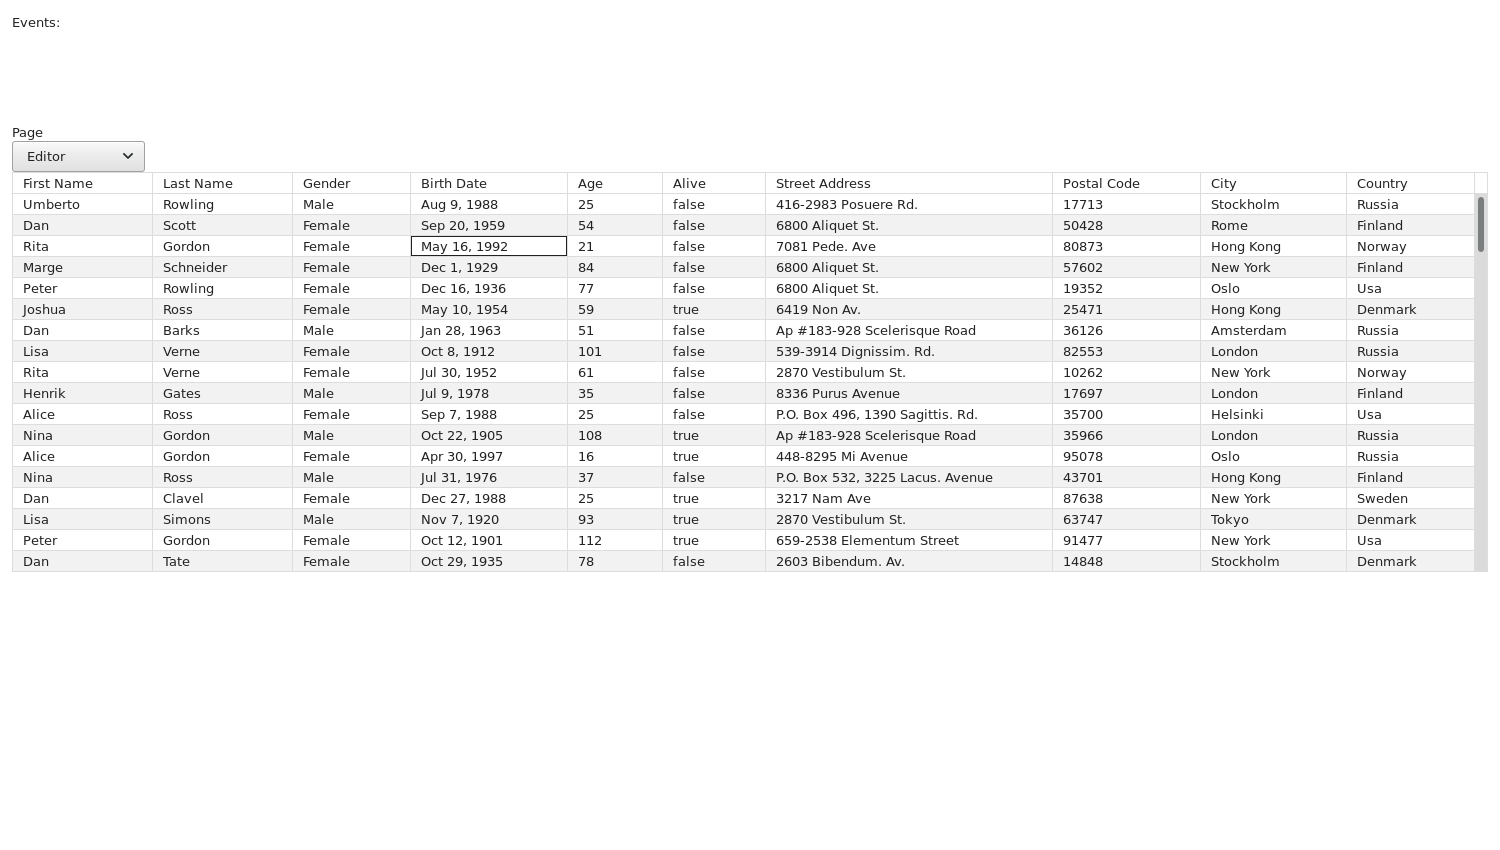 Events:
Page
Editor
First Name Last Name Gender Birth Date Age Alive Street Address Postal Code City Country
Umberto Rowling Male Aug 9, 1988 25 false 416-2983 Posuere Rd. 17713 Stockholm Russia
Dan Scott Female Sep 20, 1959 54 false 6800 Aliquet St. 50428 Rome Finland
Rita Gordon Female May 16, 1992 21 false 7081 Pede. Ave 80873 Hong Kong Norway
Marge Schneider Female Dec 1, 1929 84 false 6800 Aliquet St. 57602 New York Finland
Peter Rowling Female Dec 16, 1936 77 false 6800 Aliquet St. 19352 Oslo Usa
Joshua Ross Female May 10, 1954 59 true 6419 Non Av. 25471 Hong Kong Denmark
Dan Barks Male Jan 28, 1963 51 false Ap #183-928 Scelerisque Road 36126 Amsterdam Russia
Lisa Verne Female Oct 8, 1912 101 false 539-3914 Dignissim. Rd. 82553 London Russia
Rita Verne Female Jul 30, 1952 61 false 2870 Vestibulum St. 10262 New York Norway
Henrik Gates Male Jul 9, 1978 35 false 8336 Purus Avenue 17697 London Finland
Alice Ross Female Sep 7, 1988 25 false P.O. Box 496, 1390 Sagittis. Rd. 35700 Helsinki Usa
Nina Gordon Male Oct 22, 1905 108 true Ap #183-928 Scelerisque Road 35966 London Russia
Alice Gordon Female Apr 30, 1997 16 true 448-8295 Mi Avenue 95078 Oslo Russia
Nina Ross Male Jul 31, 1976 37 false P.O. Box 532, 3225 Lacus. Avenue 43701 Hong Kong Finland
Dan Clavel Female Dec 27, 1988 25 true 3217 Nam Ave 87638 New York Sweden
Lisa Simons Male Nov 7, 1920 93 true 2870 Vestibulum St. 63747 Tokyo Denmark
Peter Gordon Female Oct 12, 1901 112 true 659-2538 Elementum Street 91477 New York Usa
Dan Tate Female Oct 29, 1935 78 false 2603 Bibendum. Av. 14848 Stockholm Denmark